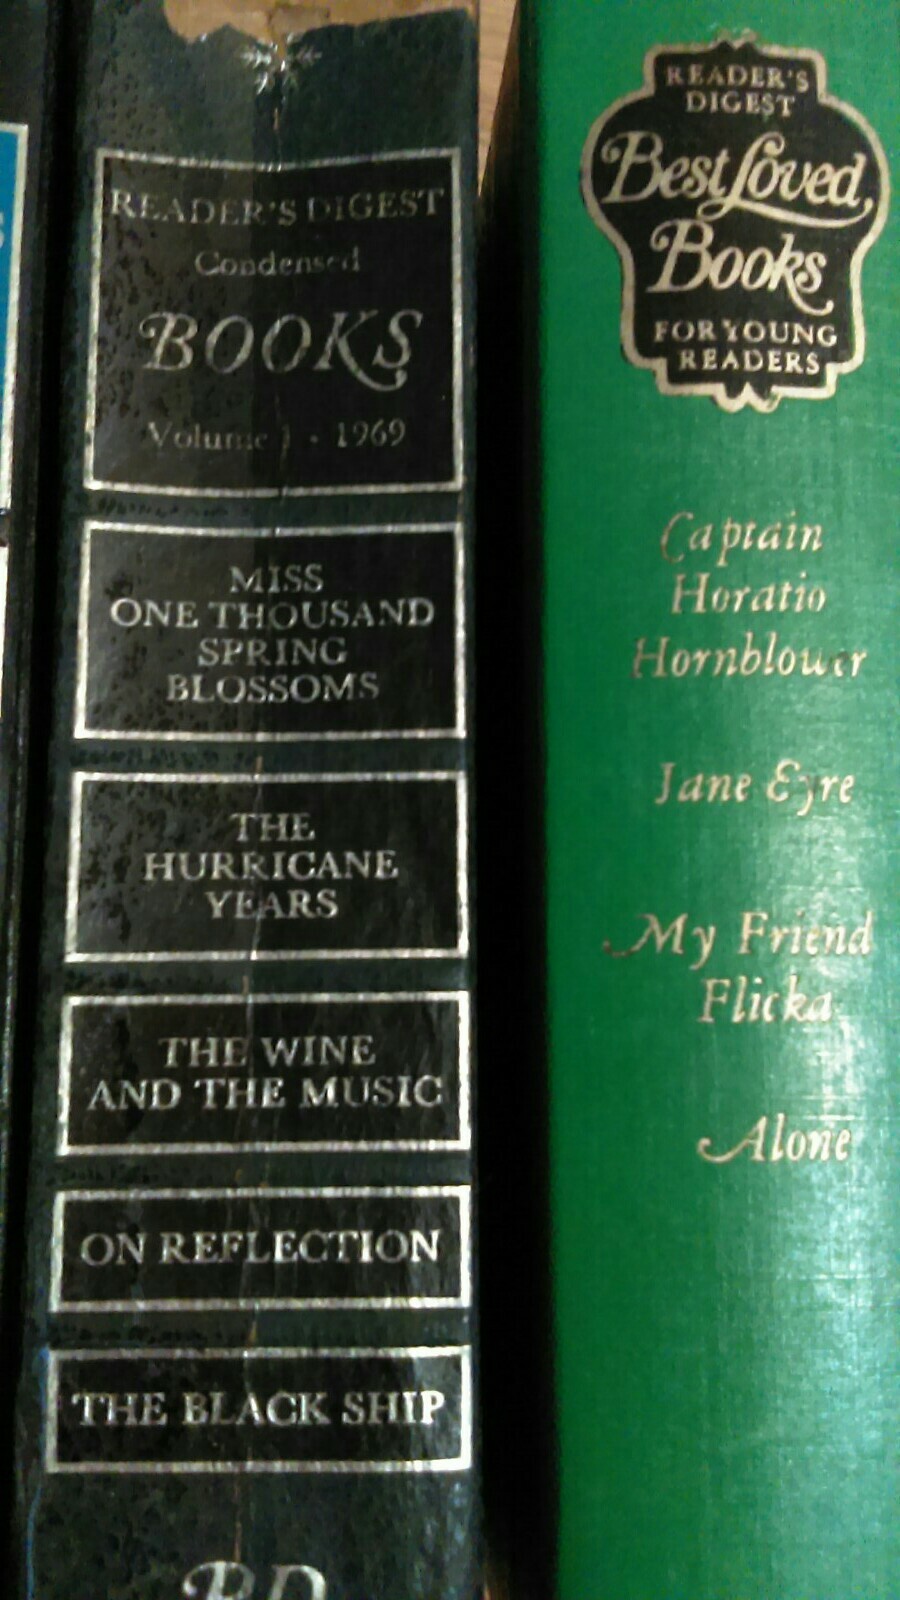 READER'S DIGEST
Condensed
BOOKS
Volume 1 • 1969
MISS
ONE THOUSAND
SPRING
BLOSSOMS
THE
HURRICANE
YEARS
THE WINE
AND THE MUSIC
ON REFLECTION
THE BLACK SHIP
RD
READER'S
DIGEST
Best Loved
Books
FOR YOUNG
READERS
Captain
Horatio
Hornblower
Jane Eyre
My Friend
Flicka
Alone